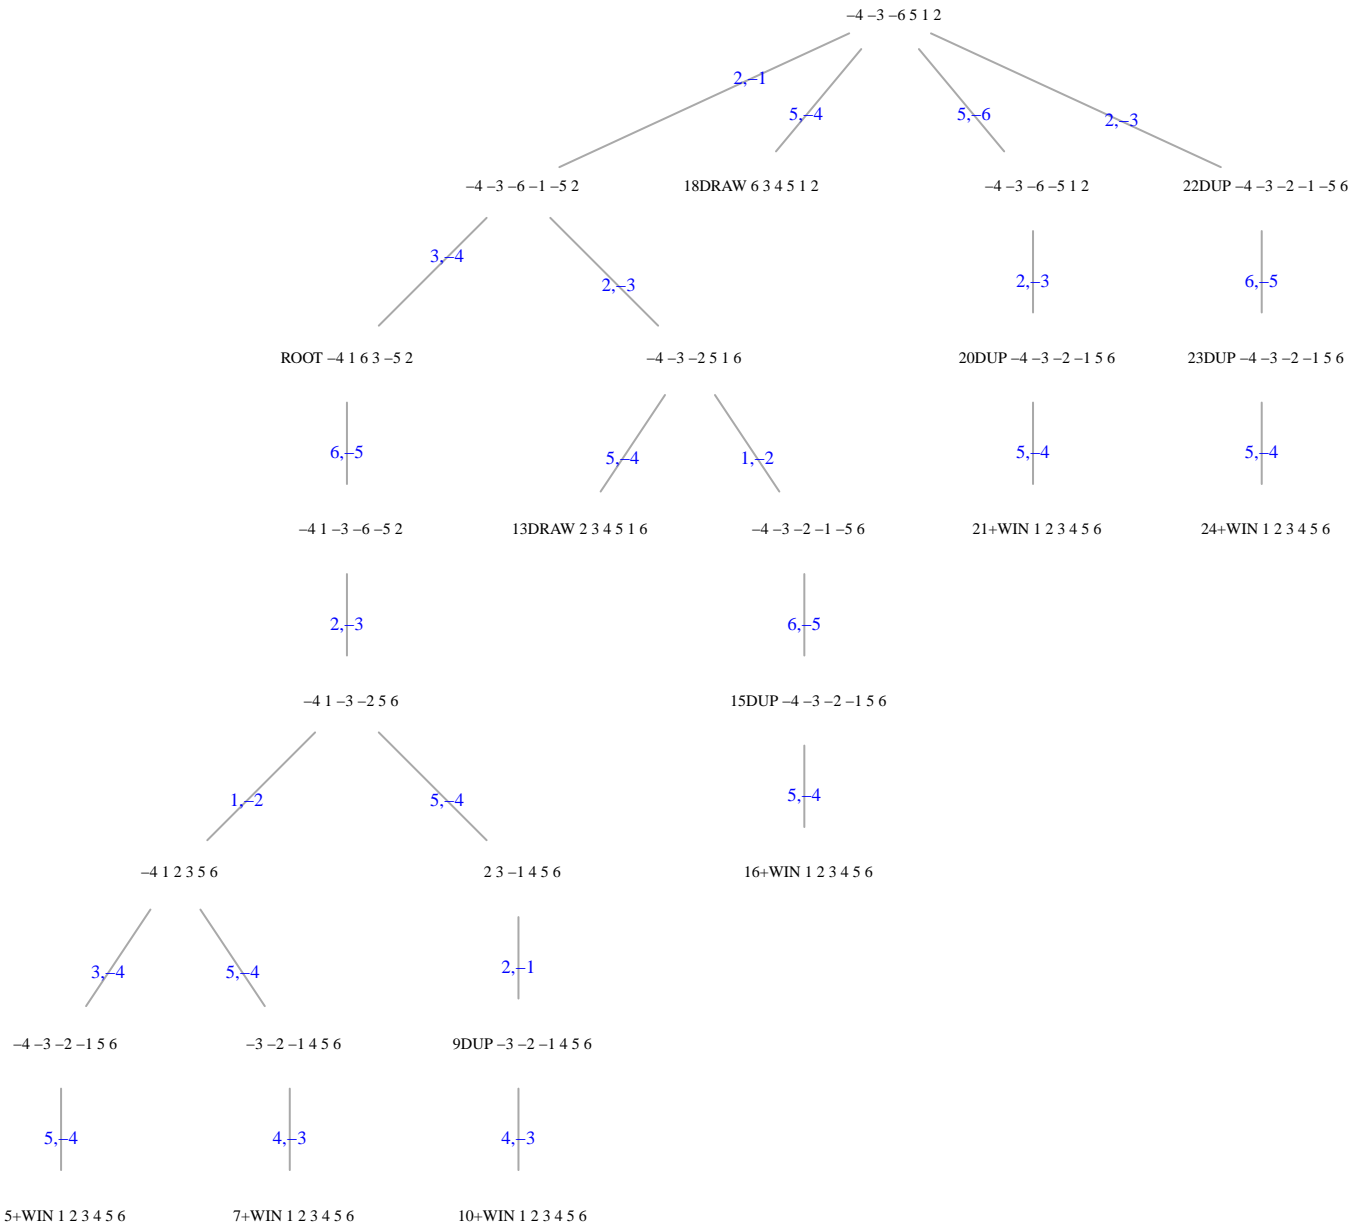 −4 −3 −6 5 1 2
2,−1
5,−4
5,−6
2,−3
−4 −3 −6 −1 −5 2
18DRAW 6 3 4 5 1 2
−4 −3 −6 −5 1 2
22DUP −4 −3 −2 −1 −5 6
3,−4
2,−3
2,−3
6,−5
ROOT −4 1 6 3 −5 2
−4 −3 −2 5 1 6
20DUP −4 −3 −2 −1 5 6
23DUP −4 −3 −2 −1 5 6
6,−5
5,−4
1,−2
5,−4
5,−4
−4 1 −3 −6 −5 2
13DRAW 2 3 4 5 1 6
−4 −3 −2 −1 −5 6
21+WIN 1 2 3 4 5 6
24+WIN 1 2 3 4 5 6
2,−3
6,−5
−4 1 −3 −2 5 6
15DUP −4 −3 −2 −1 5 6
1,−2
5,−4
5,−4
−4 1 2 3 5 6
2 3 −1 4 5 6
16+WIN 1 2 3 4 5 6
3,−4
5,−4
2,−1
−4 −3 −2 −1 5 6
−3 −2 −1 4 5 6
9DUP −3 −2 −1 4 5 6
5,−4
4,−3
4,−3
5+WIN 1 2 3 4 5 6
7+WIN 1 2 3 4 5 6
10+WIN 1 2 3 4 5 6